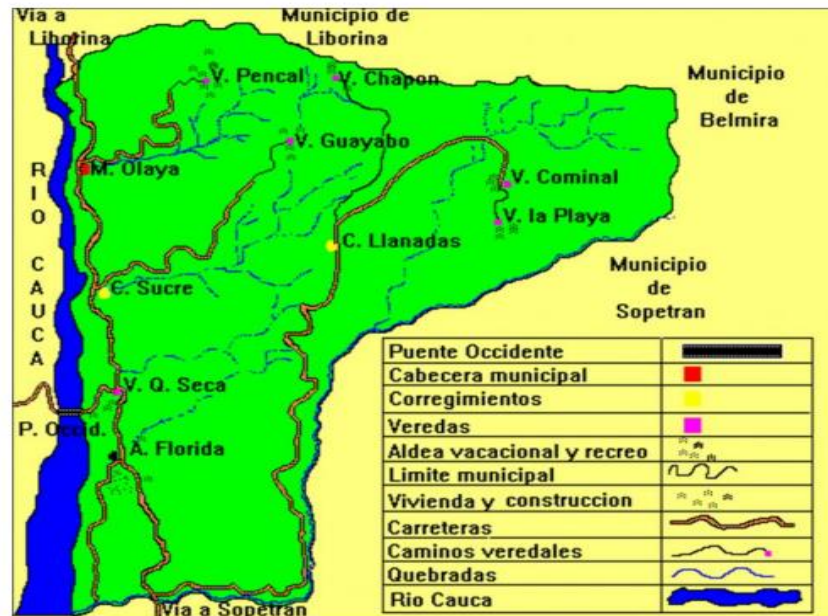 Via a
Liborina
Municipio de
Liborina
V. Pencal
V. Chapon
Municipio
de
Belmira
V. Guayabo
M. Olaya
V. Cominal
V. la Playa
C. Llanadas
RIO CAUCA
C. Sucre
Municipio
de
Sopetran
V. Q. Seca
P. Occid.
A. Florida
Via a Sopetran
Puente Occidente
Cabecera municipal
Corregimientos
Veredas
Aldea vacacional y recreo
Limite municipal
Vivienda y construccion
Carreteras
Caminos veredales
Quebradas
Rio Cauca